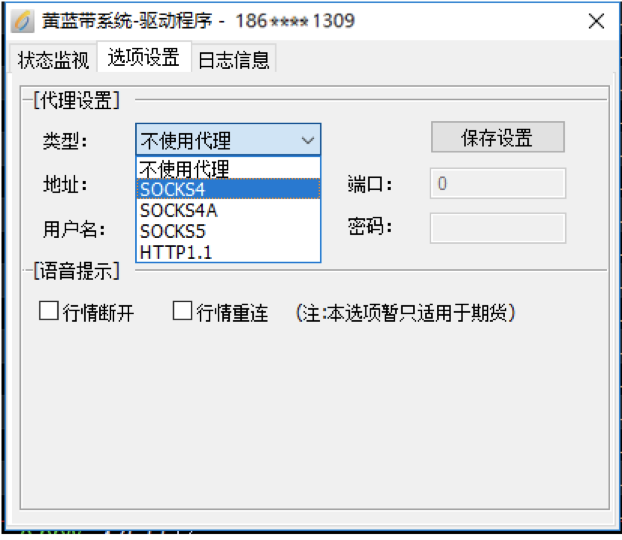 黄蓝带系统-驱动程序 - 186****1309
状态监视 选项设置 日志信息
[代理设置]
类型: 不使用代理 保存设置
不使用代理
地址: SOCKS4 端口: 0
SOCKS4A
用户名: SOCKS5 密码:
HTTP1.1
[语音提示]
行情断开 行情重连 (注:本选项暂只适用于期货)